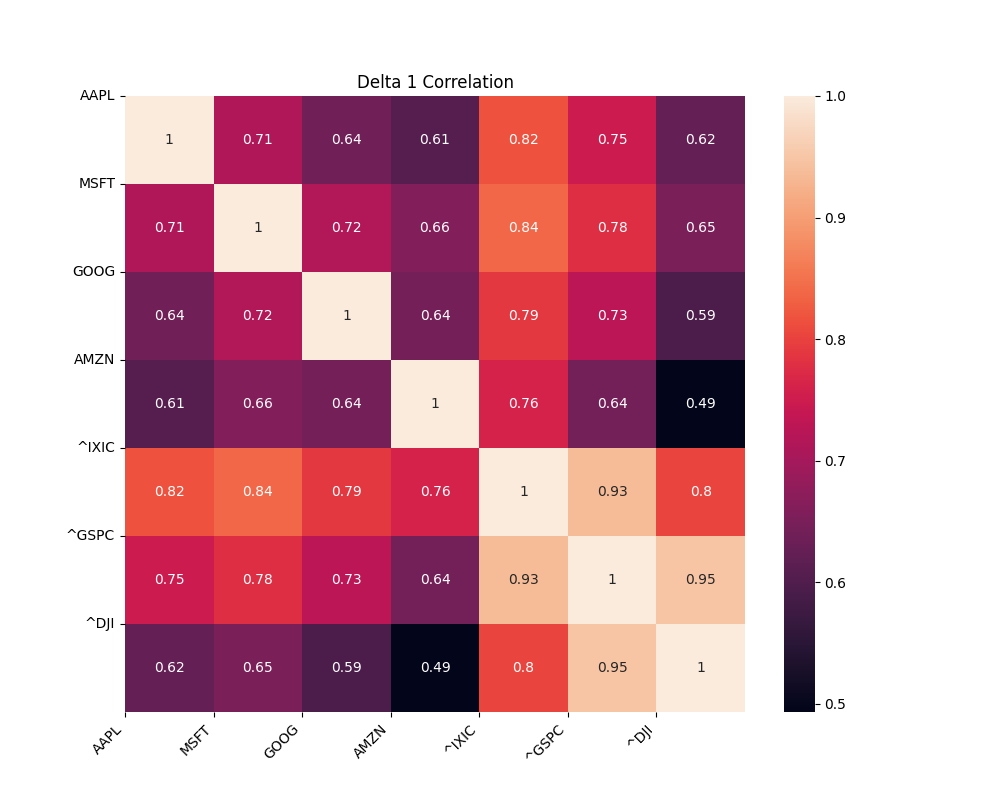 Delta 1 Correlation
AAPL
1 0.71 0.64 0.61 0.82 0.75 0.62
MSFT
0.71 1 0.72 0.66 0.84 0.78 0.65
GOOG
0.64 0.72 1 0.64 0.79 0.73 0.59
AMZN
0.61 0.66 0.64 1 0.76 0.64 0.49
^IXIC
0.82 0.84 0.79 0.76 1 0.93 0.8
^GSPC
0.75 0.78 0.73 0.64 0.93 1 0.95
^DJI
0.62 0.65 0.59 0.49 0.8 0.95 1
AAPL MSFT GOOG AMZN ^IXIC ^GSPC ^DJI
1.0
0.9
0.8
0.7
0.6
0.5